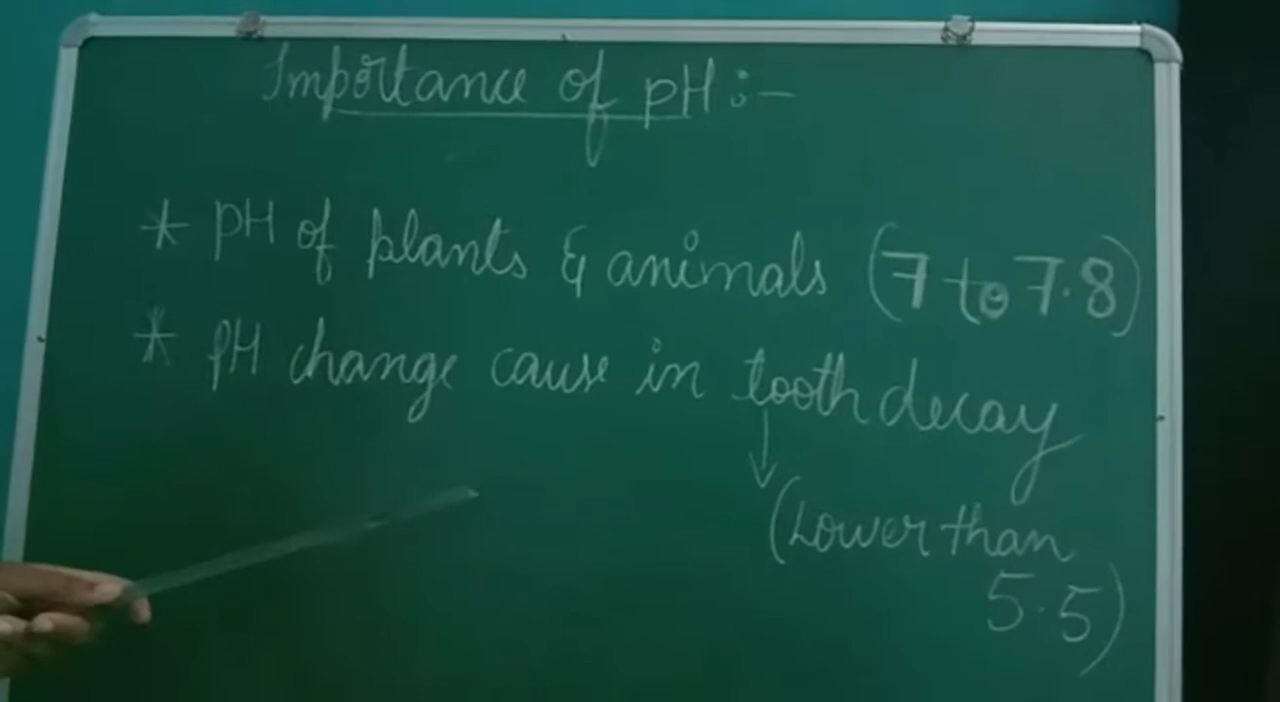 Importance of pH :-
* pH of plants & animals (7 to 7.8)
* pH change cause in tooth decay
↓
(Lower than
5.5)